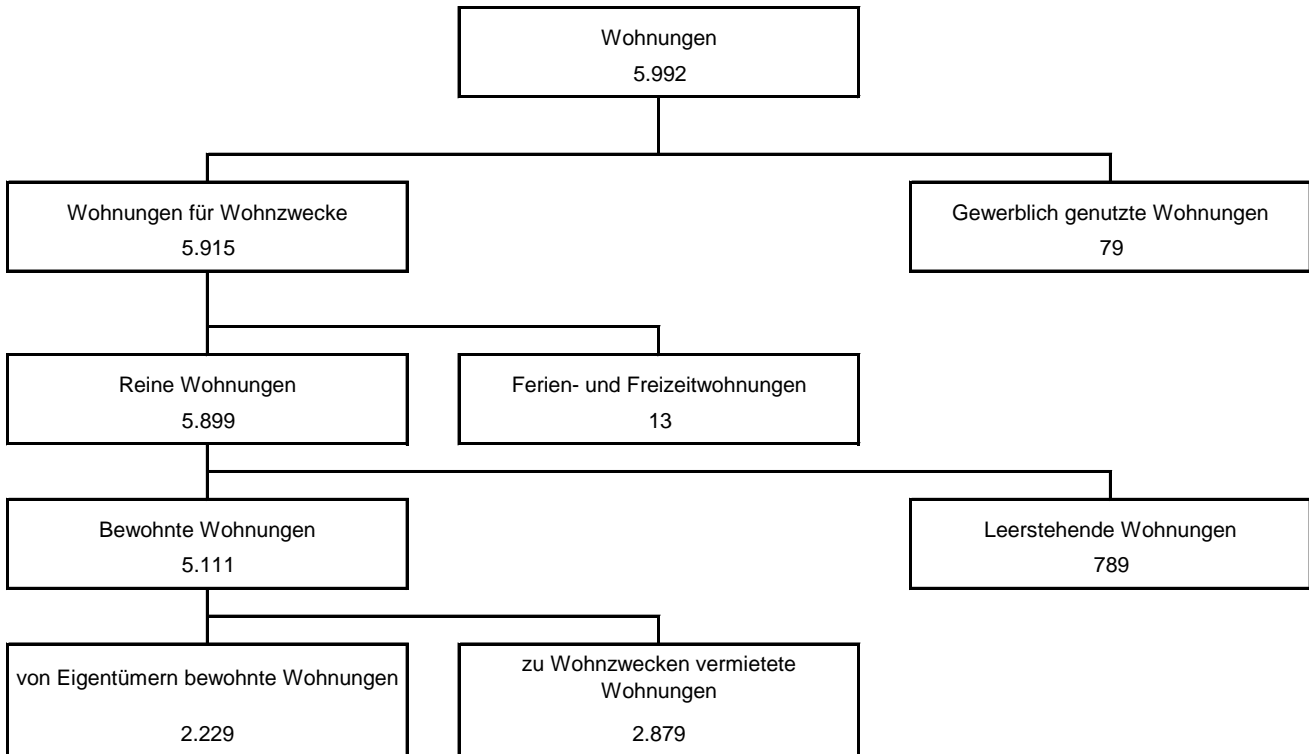 Wohnungen
5.992
Wohnungen für Wohnzwecke
5.915
Gewerblich genutzte Wohnungen
79
Reine Wohnungen
5.899
Ferien- und Freizeitwohnungen
13
Bewohnte Wohnungen
5.111
Leerstehende Wohnungen
789
von Eigentümern bewohnte Wohnungen
2.229
zu Wohnzwecken vermietete
Wohnungen
2.879